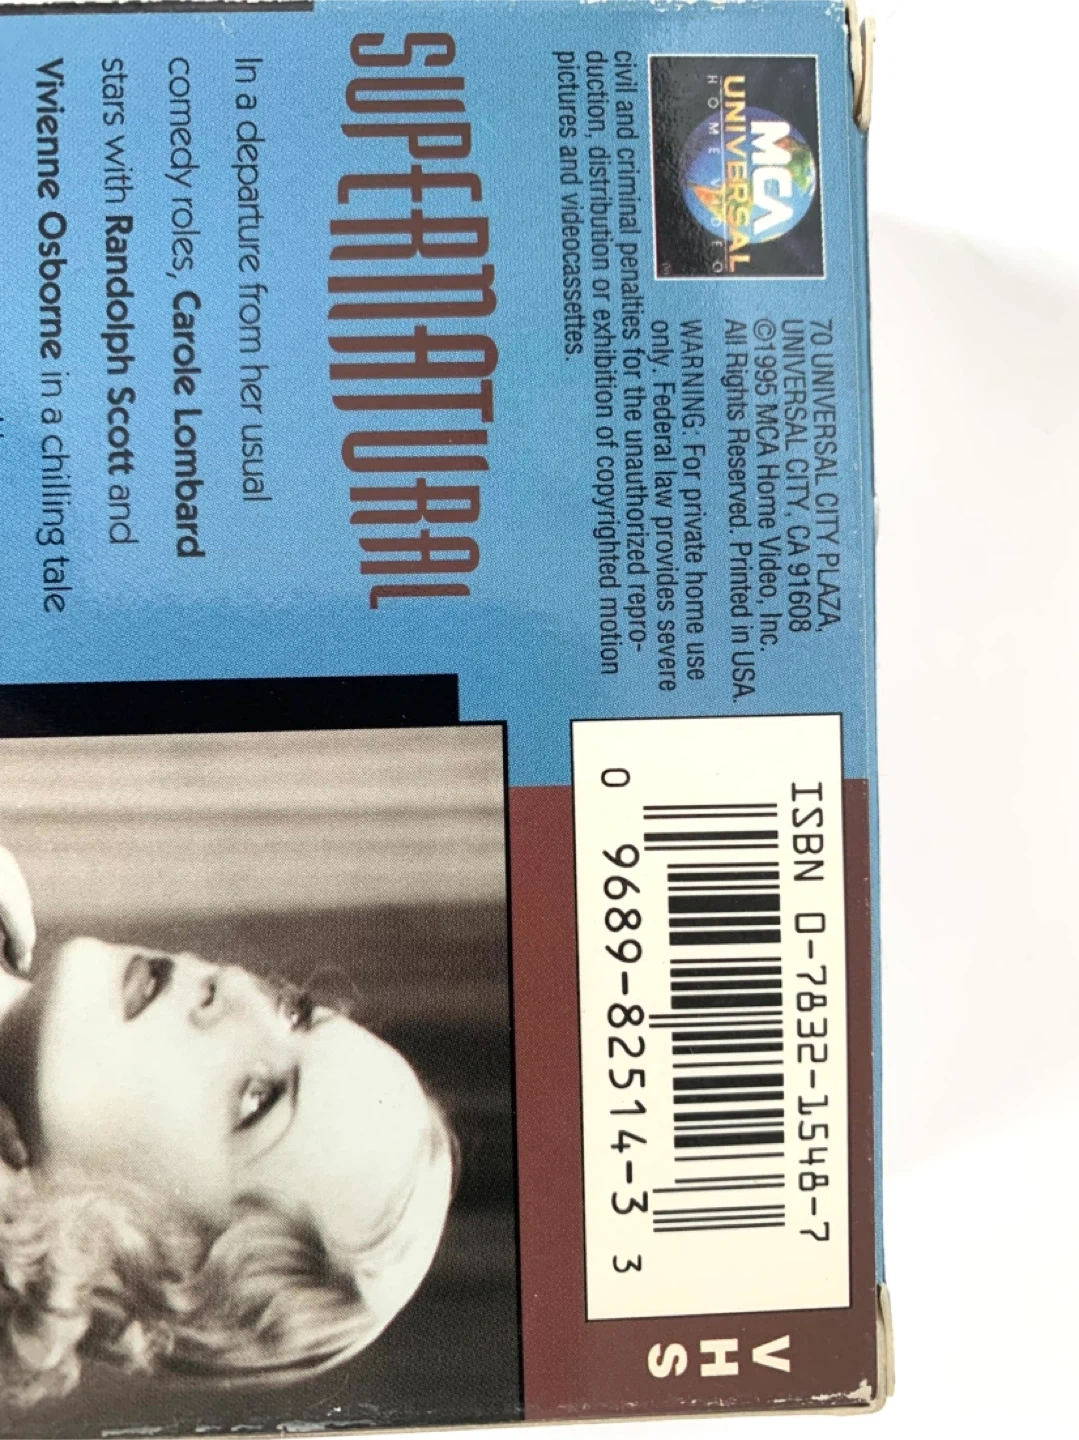 MCA
UNIVERSAL
HOME VIDEO
70 UNIVERSAL CITY PLAZA,
UNIVERSAL CITY, CA 91608
©1995 MCA Home Video, Inc.
All Rights Reserved. Printed in USA.
WARNING: For private home use
only. Federal law provides severe
civil and criminal penalties for the unauthorized repro-
duction, distribution or exhibition of copyrighted motion
pictures and videocassettes.
ISBN 0-7832-1548-7
0 9689-82514-3 3
VHS
SUPERNATURAL
In a departure from her usual
comedy roles, Carole Lombard
stars with Randolph Scott and
Vivienne Osborne in a chilling tale